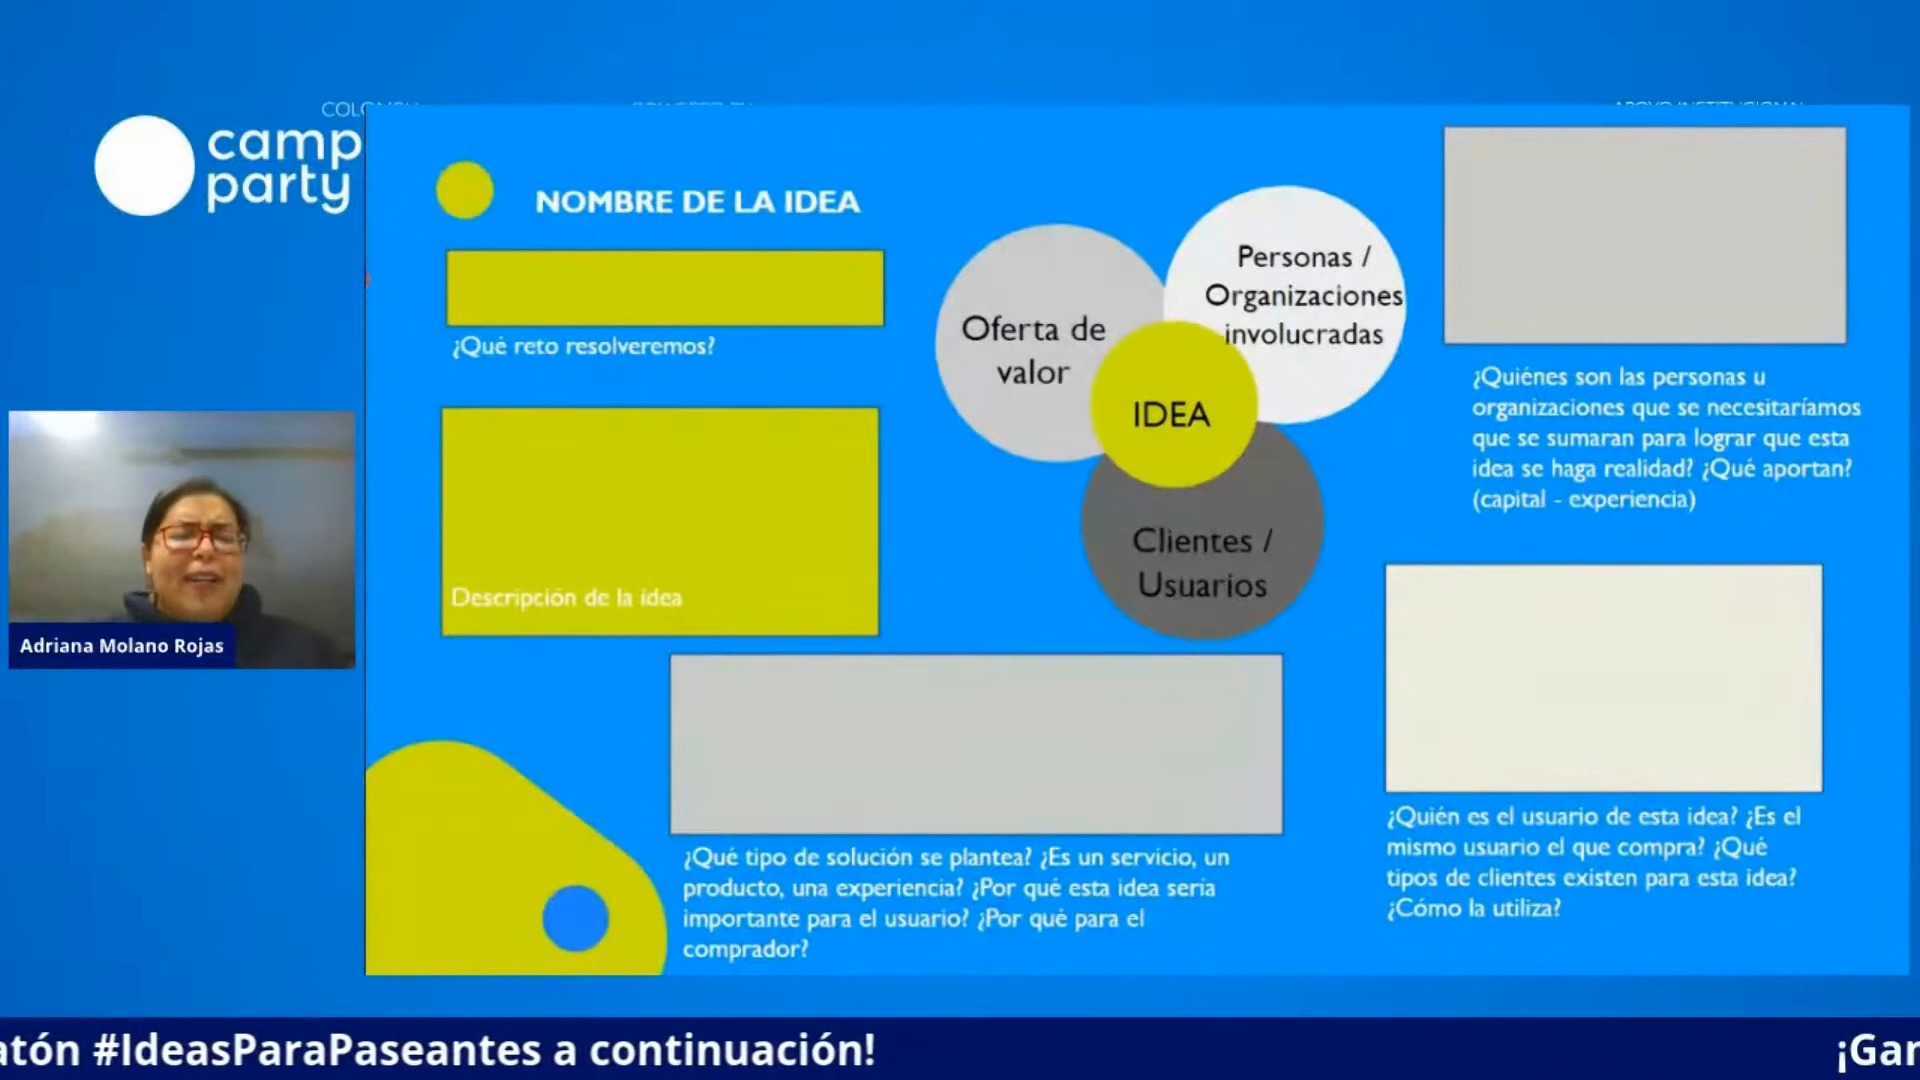 camp
party
NOMBRE DE LA IDEA
¿Qué reto resolveremos?
Descripción de la idea
Oferta de
valor
Personas /
Organizaciones
involucradas
IDEA
Clientes /
Usuarios
¿Quiénes son las personas u
organizaciones que se necesitaríamos
que se sumaran para lograr que esta
idea se haga realidad? ¿Qué aportan?
(capital - experiencia)
¿Qué tipo de solución se plantea? ¿Es un servicio, un
producto, una experiencia? ¿Por qué esta idea sería
importante para el usuario? ¿Por qué para el
comprador?
¿Quién es el usuario de esta idea? ¿Es el
mismo usuario el que compra? ¿Qué
tipos de clientes existen para esta idea?
¿Cómo la utiliza?
Adriana Molano Rojas
atón #IdeasParaPaseantes a continuación!
¡Gan